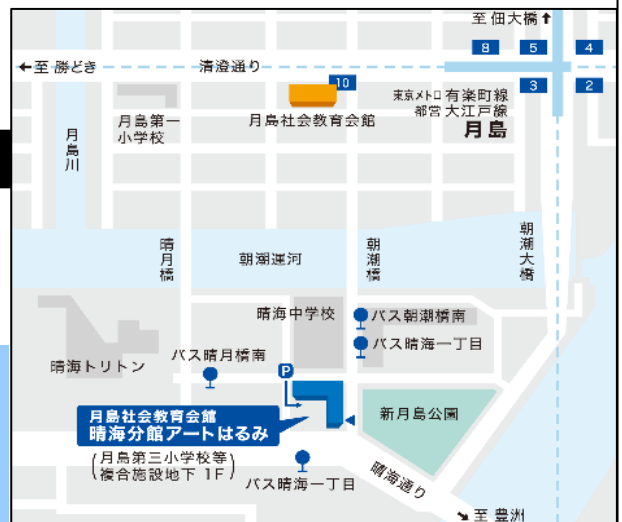 至 佃大橋↑
8 5 4
←至 勝どき
清澄通り
10
3 2
東京メトロ 有楽町線
都営 大江戸線
月島
月島第一
小学校
月島社会教育会館
月島川
晴月橋
朝潮運河
朝潮橋
朝潮大橋
晴海中学校
バス朝潮橋南
バス晴海一丁目
晴海トリトン
バス晴月橋南
P
月島社会教育会館
晴海分館アートはるみ
新月島公園
(月島第三小学校等
複合施設地下 1F)
バス晴海一丁目
晴海通り
↘至 豊洲